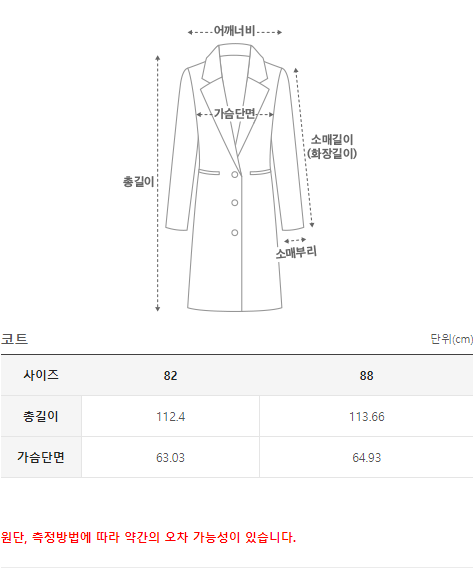 어깨너비
가슴단면
소매길이
(화장길이)
총길이
소매부리
코트 단위(cm)
사이즈 82 88
총길이 112.4 113.66
가슴단면 63.03 64.93
원단, 측정방법에 따라 약간의 오차 가능성이 있습니다.